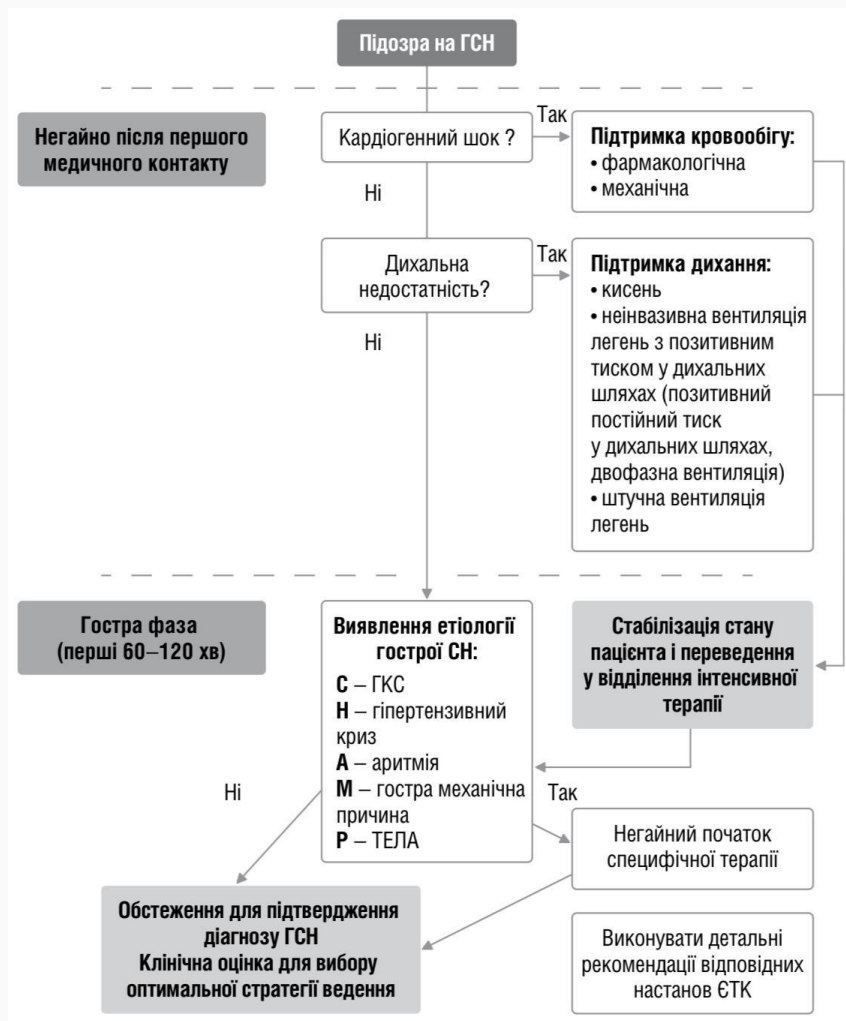 Підозра на ГСН
Негайно після першого
медичного контакту
Кардіогенний шок ?
Так
Підтримка кровообігу:
• фармакологічна
• механічна
Ні
Дихальна
недостатність?
Так
Підтримка дихання:
• кисень
• неінвазивна вентиляція
легень з позитивним
тиском у дихальних
шляхах (позитивний
постійний тиск
у дихальних шляхах,
двофазна вентиляція)
• штучна вентиляція
легень
Ні
Гостра фаза
(перші 60–120 хв)
Виявлення етіології
гострої СН:
С – ГКС
Н – гіпертензивний
криз
А – аритмія
М – гостра механічна
причина
Р – ТЕЛА
Стабілізація стану
пацієнта і переведення
у відділення інтенсивної
терапії
Ні
Так
Негайний початок
специфічної терапії
Обстеження для підтвердження
діагнозу ГСН
Клінічна оцінка для вибору
оптимальної стратегії ведення
Виконувати детальні
рекомендації відповідних
настанов ЄТК